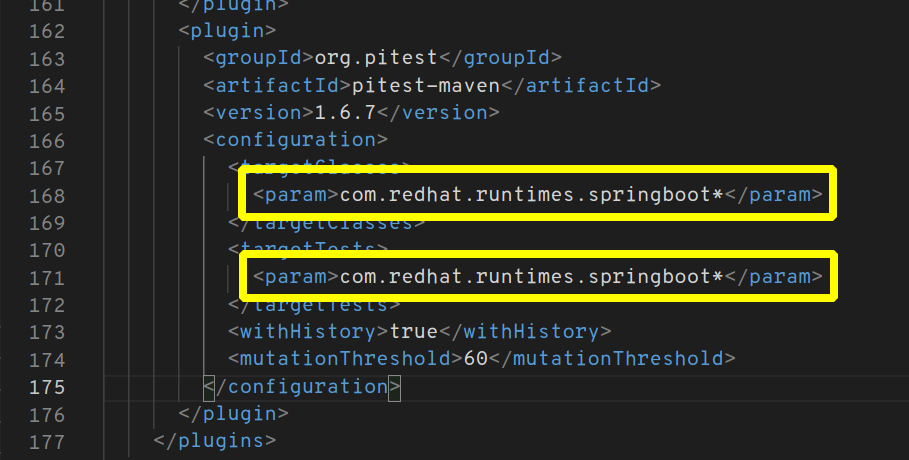 161 </plugin>
162 <plugin>
163 <groupId>org.pitest</groupId>
164 <artifactId>pitest-maven</artifactId>
165 <version>1.6.7</version>
166 <configuration>
167 <targetClasses>
168 <param>com.redhat.runtimes.springboot*</param>
169 </targetClasses>
170 <targetTests>
171 <param>com.redhat.runtimes.springboot*</param>
172 </targetTests>
173 <withHistory>true</withHistory>
174 <mutationThreshold>60</mutationThreshold>
175 </configuration>
176 </plugin>
177 </plugins>